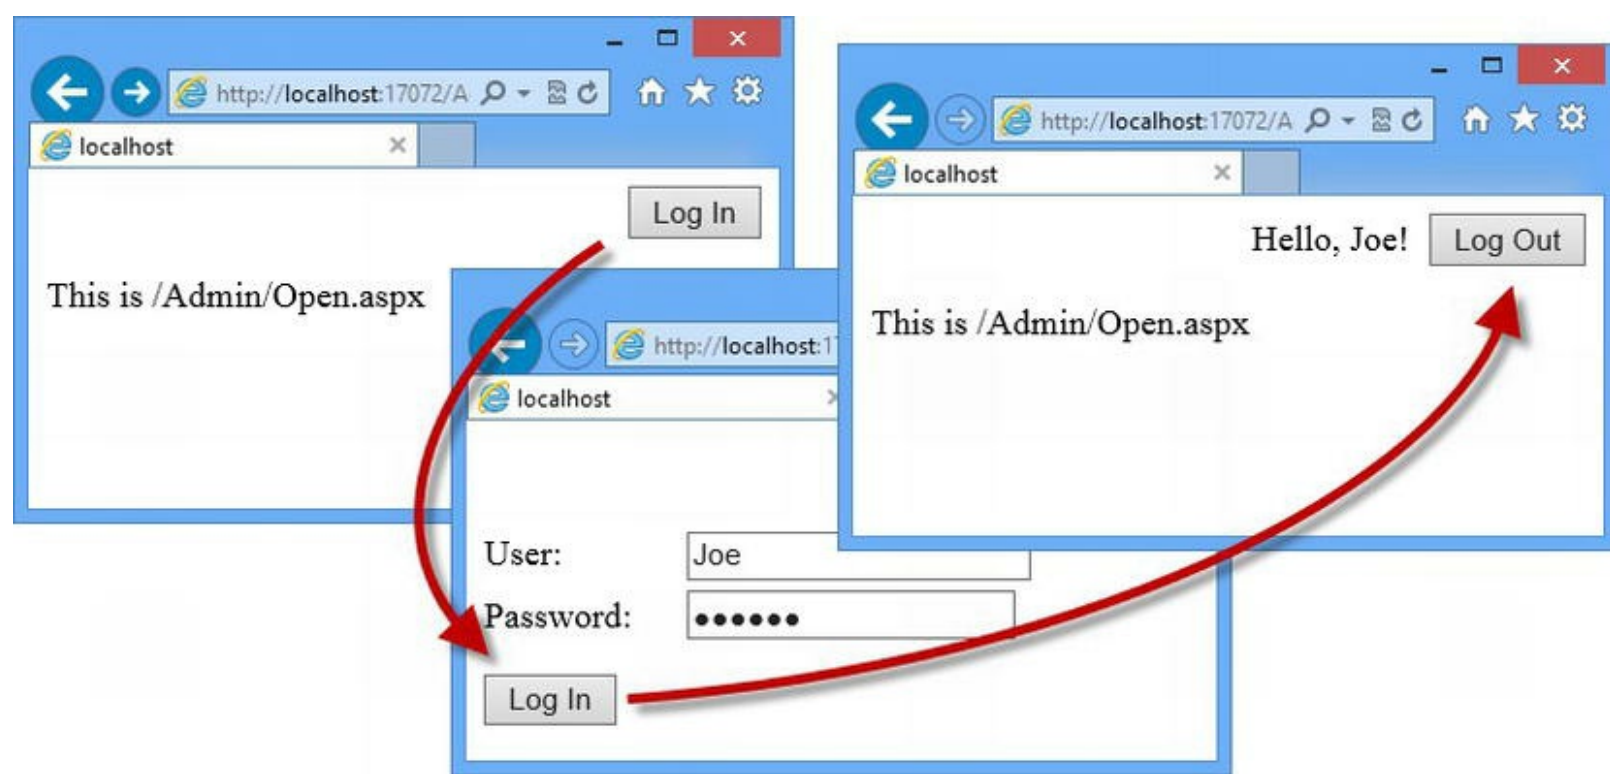 http://localhost:17072/A
localhost
Log In
This is /Admin/Open.aspx
http://localhost:1
localhost
User: Joe
Password: ●●●●●●
Log In
http://localhost:17072/A
localhost
Hello, Joe! Log Out
This is /Admin/Open.aspx